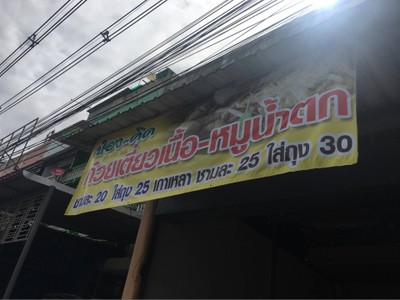 ก๋วยเตี๋ยวเนื้อ-หมูน้ำตก
ชามละ 20 ใส่ถุง 25 เกาเหลา ชามละ 25 ใส่ถุง 30